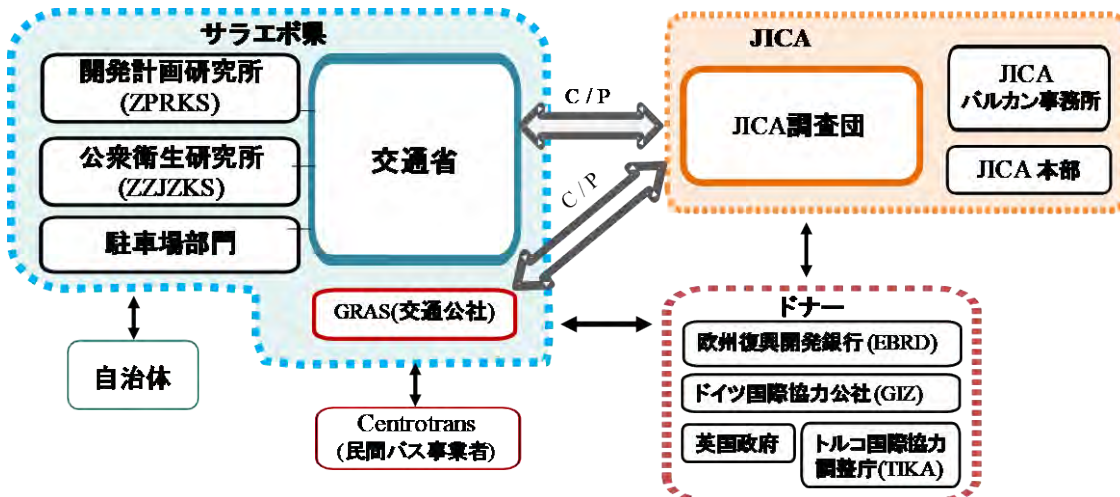 サラエボ県
開発計画研究所
(ZPRKS)
公衆衛生研究所
(ZZJZKS)
駐車場部門
交通省
GRAS(交通公社)
自治体
Centrotrans
(民間バス事業者)
C / P
C / P
JICA
JICA調査団
JICA
バルカン事務所
JICA 本部
ドナー
欧州復興開発銀行 (EBRD)
ドイツ国際協力公社 (GIZ)
英国政府
トルコ国際協力
調整庁(TIKA)